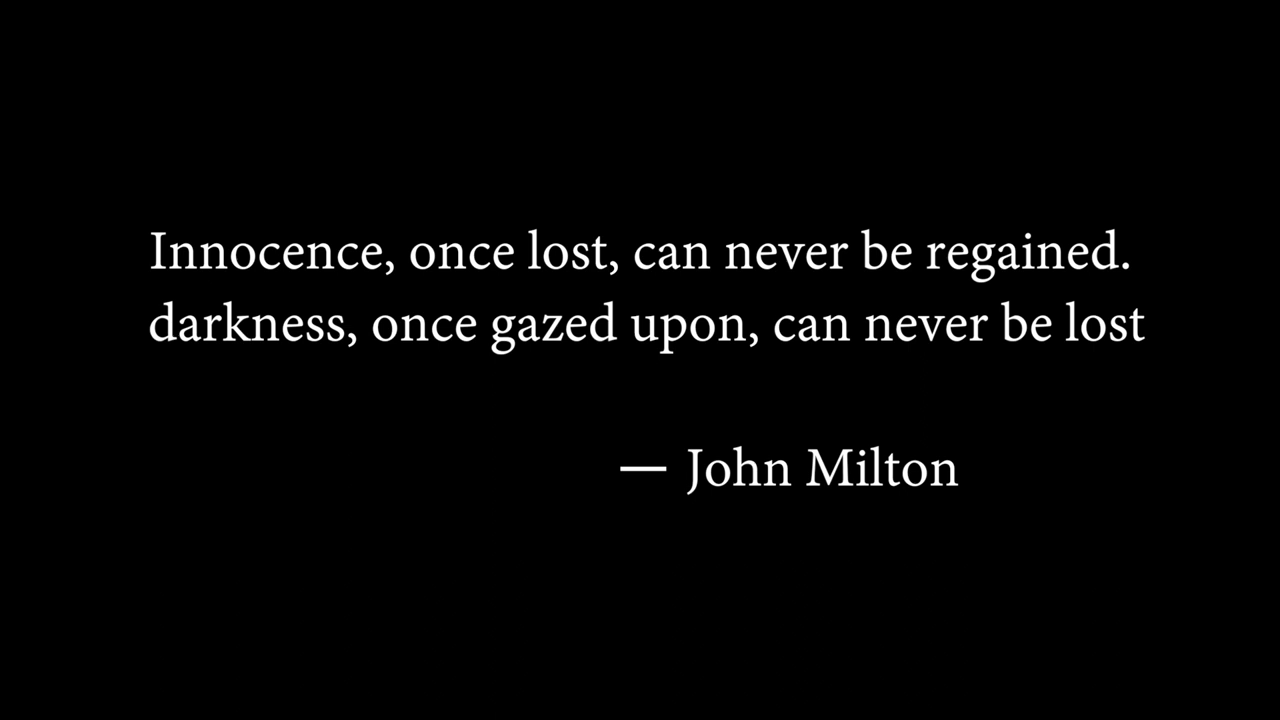 Innocence, once lost, can never be regained.
darkness, once gazed upon, can never be lost
— John Milton